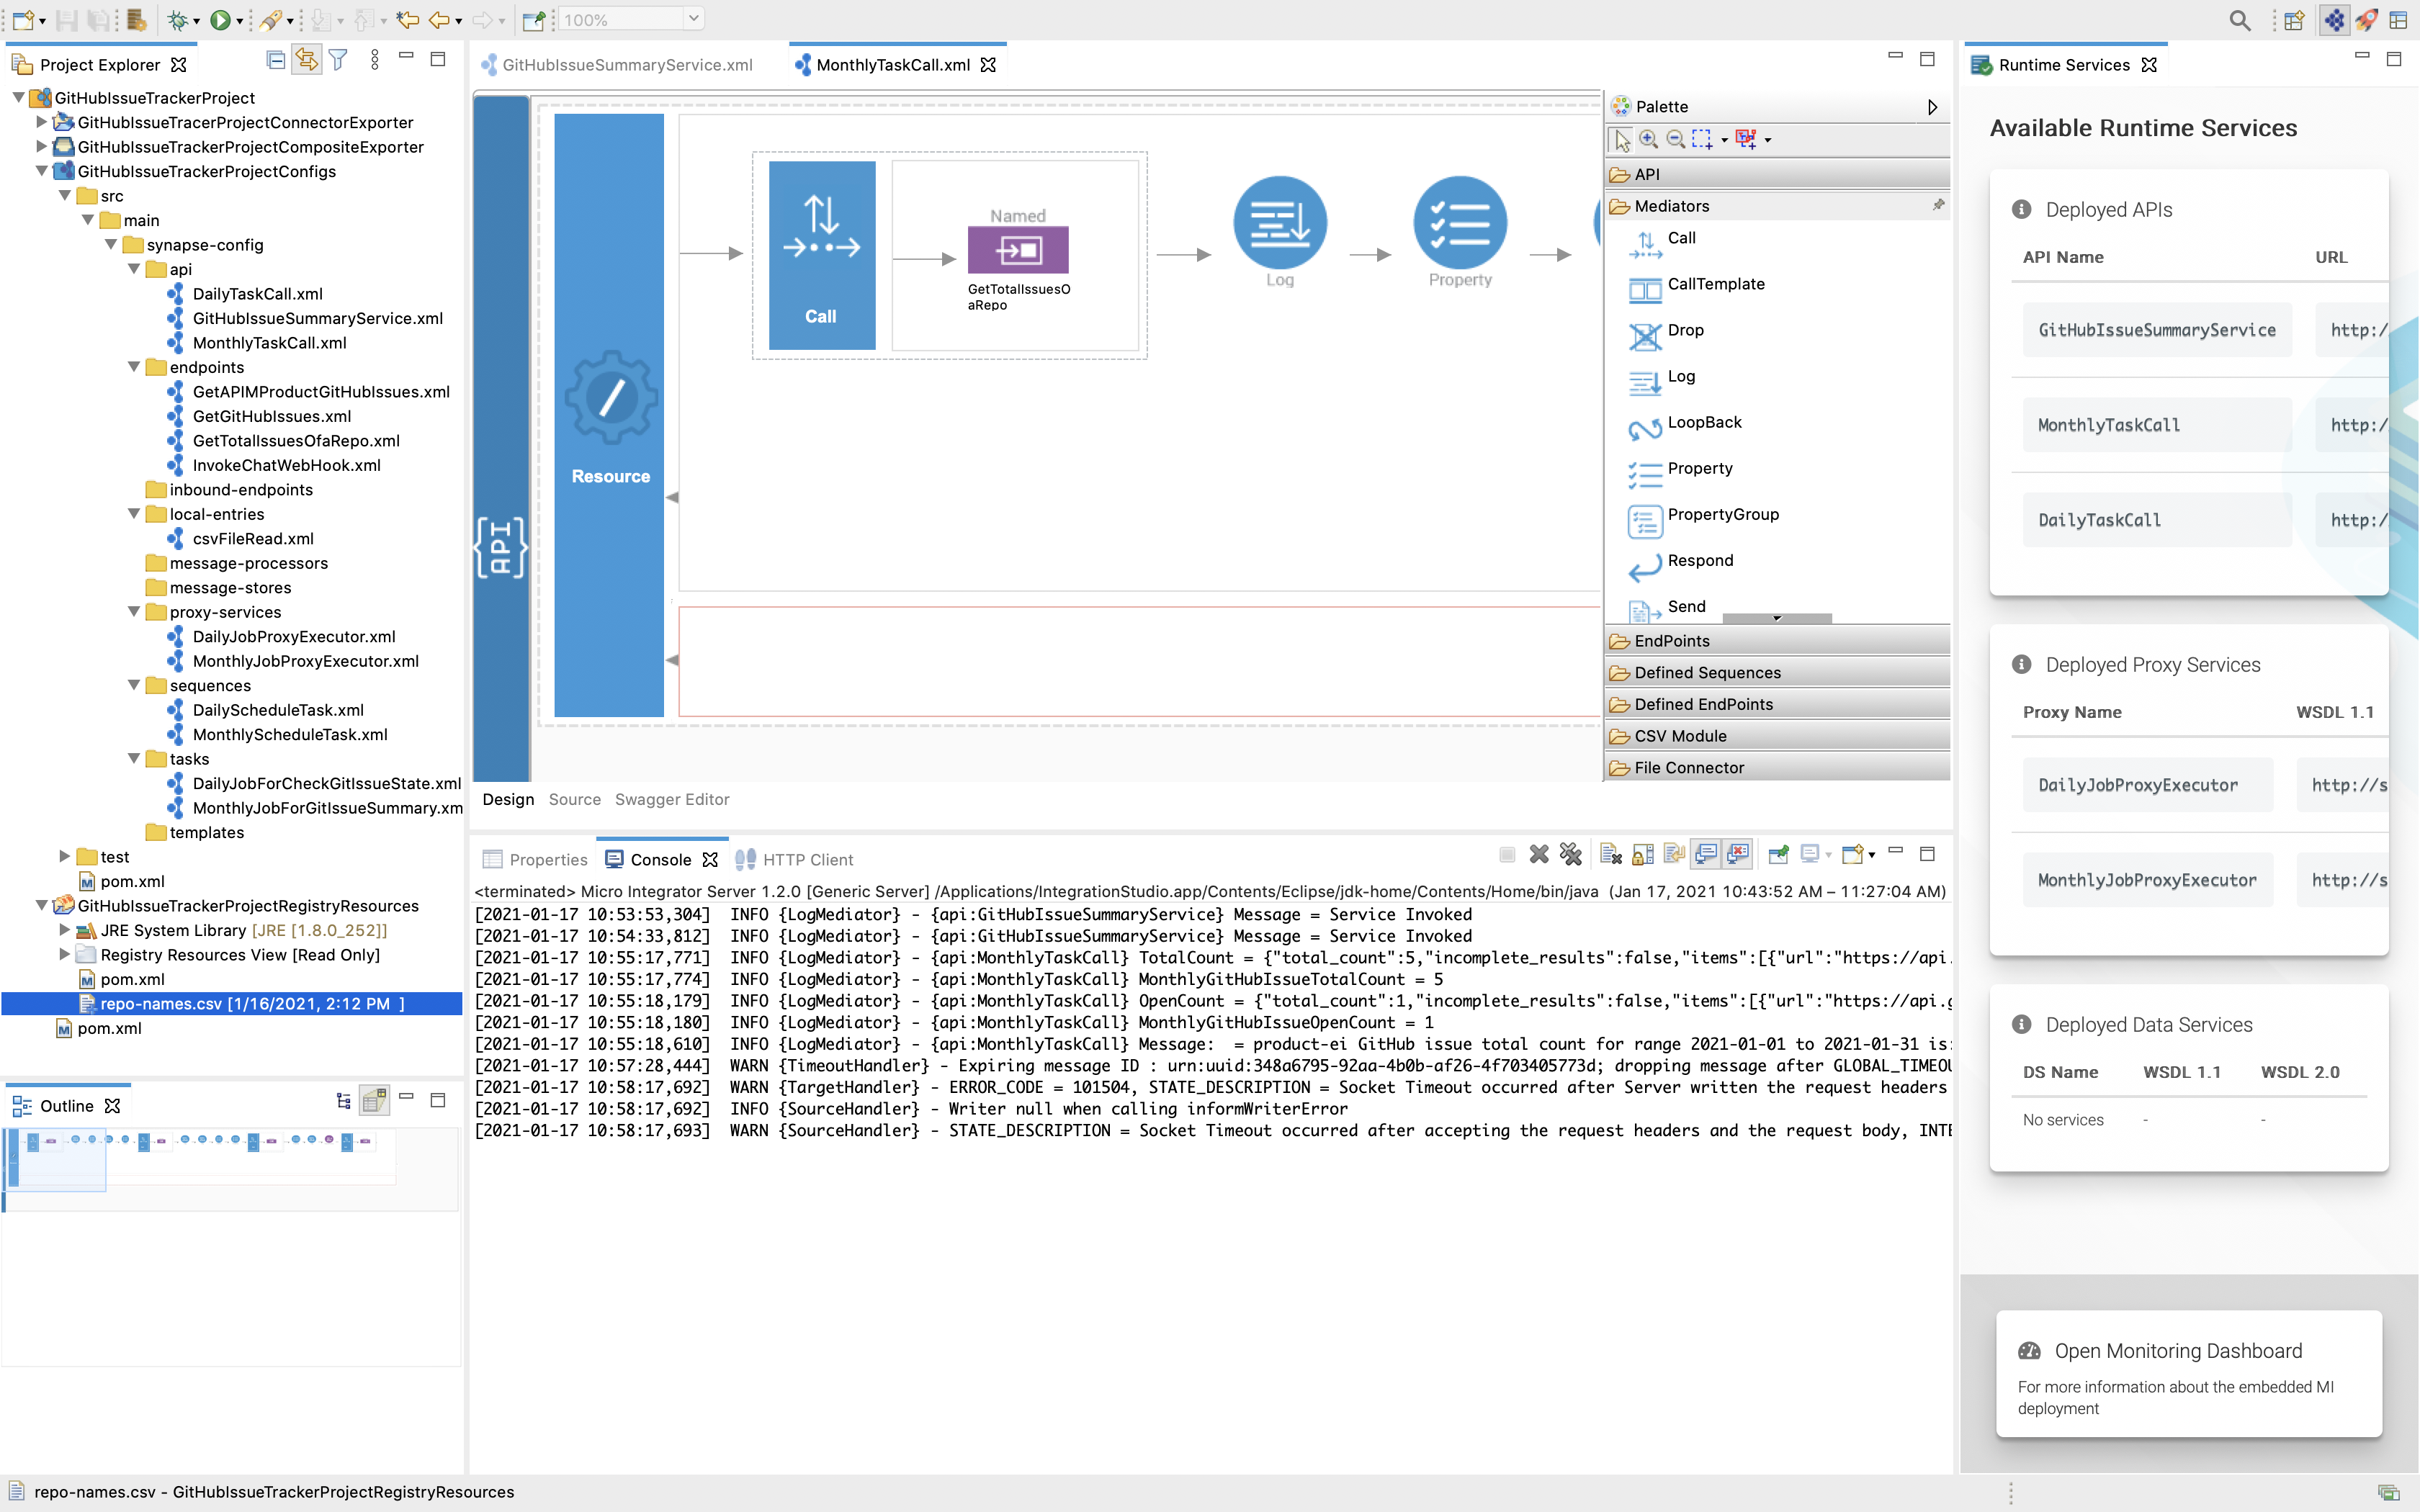 100%
Project Explorer
GitHubIssueTrackerProject
GitHubIssueTracerProjectConnectorExporter
GitHubIssueTrackerProjectCompositeExporter
GitHubIssueTrackerProjectConfigs
src
main
synapse-config
api
DailyTaskCall.xml
GitHubIssueSummaryService.xml
MonthlyTaskCall.xml
endpoints
GetAPIMProductGitHubIssues.xml
GetGitHubIssues.xml
GetTotalIssuesOfaRepo.xml
InvokeChatWebHook.xml
inbound-endpoints
local-entries
csvFileRead.xml
message-processors
message-stores
proxy-services
DailyJobProxyExecutor.xml
MonthlyJobProxyExecutor.xml
sequences
DailyScheduleTask.xml
MonthlyScheduleTask.xml
tasks
DailyJobForCheckGitIssueState.xml
MonthlyJobForGitIssueSummary.xm
templates
test
pom.xml
GitHubIssueTrackerProjectRegistryResources
JRE System Library [JRE [1.8.0_252]]
Registry Resources View [Read Only]
pom.xml
repo-names.csv [1/16/2021, 2:12 PM ]
pom.xml
Outline
GitHubIssueSummaryService.xml
MonthlyTaskCall.xml
{API}
Resource
Call
Named
GetTotalIssuesO
aRepo
Log
Property
Palette
API
Mediators
Call
CallTemplate
Drop
Log
LoopBack
Property
PropertyGroup
Respond
Send
EndPoints
Defined Sequences
Defined EndPoints
CSV Module
File Connector
Design Source Swagger Editor
Properties Console HTTP Client
<terminated> Micro Integrator Server 1.2.0 [Generic Server] /Applications/IntegrationStudio.app/Contents/Eclipse/jdk-home/Contents/Home/bin/java (Jan 17, 2021 10:43:52 AM – 11:27:04 AM)
[2021-01-17 10:53:53,304] INFO {LogMediator} - {api:GitHubIssueSummaryService} Message = Service Invoked
[2021-01-17 10:54:33,812] INFO {LogMediator} - {api:GitHubIssueSummaryService} Message = Service Invoked
[2021-01-17 10:55:17,771] INFO {LogMediator} - {api:MonthlyTaskCall} TotalCount = {"total_count":5,"incomplete_results":false,"items":[{"url":"https://api.
[2021-01-17 10:55:17,774] INFO {LogMediator} - {api:MonthlyTaskCall} MonthlyGitHubIssueTotalCount = 5
[2021-01-17 10:55:18,179] INFO {LogMediator} - {api:MonthlyTaskCall} OpenCount = {"total_count":1,"incomplete_results":false,"items":[{"url":"https://api.g
[2021-01-17 10:55:18,180] INFO {LogMediator} - {api:MonthlyTaskCall} MonthlyGitHubIssueOpenCount = 1
[2021-01-17 10:55:18,610] INFO {LogMediator} - {api:MonthlyTaskCall} Message: = product-ei GitHub issue total count for range 2021-01-01 to 2021-01-31 is:
[2021-01-17 10:57:28,444] WARN {TimeoutHandler} - Expiring message ID : urn:uuid:348a6795-92aa-4b0b-af26-4f703405773d; dropping message after GLOBAL_TIMEOU
[2021-01-17 10:58:17,692] WARN {TargetHandler} - ERROR_CODE = 101504, STATE_DESCRIPTION = Socket Timeout occurred after Server written the request headers
[2021-01-17 10:58:17,692] INFO {SourceHandler} - Writer null when calling informWriterError
[2021-01-17 10:58:17,693] WARN {SourceHandler} - STATE_DESCRIPTION = Socket Timeout occurred after accepting the request headers and the request body, INTE
Runtime Services
Available Runtime Services
Deployed APIs
API Name URL
GitHubIssueSummaryService http:/
MonthlyTaskCall http:/
DailyTaskCall http:/
Deployed Proxy Services
Proxy Name WSDL 1.1
DailyJobProxyExecutor http://s
MonthlyJobProxyExecutor http://s
Deployed Data Services
DS Name WSDL 1.1 WSDL 2.0
No services - -
Open Monitoring Dashboard
For more information about the embedded MI
deployment
repo-names.csv - GitHubIssueTrackerProjectRegistryResources